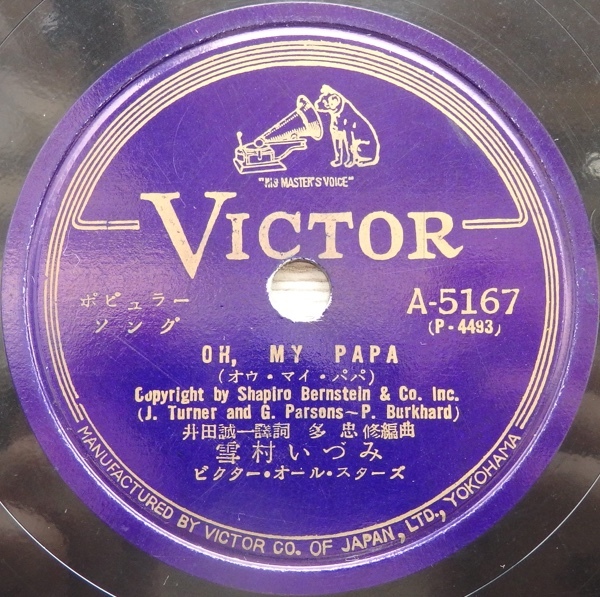 "HIS MASTER'S VOICE"
VICTOR
ポピュラー
ソング
A-5167
(P-4493)
OH, MY PAPA
(オウ・マイ・パパ)
Copyright by Shapiro Bernstein & Co. Inc.
(J. Turner and G. Parsons~P. Burkhard)
井田誠一譯詞 多忠修編曲
雪村いづみ
ビクター・オール・スターズ
MANUFACTURED BY VICTOR CO. OF JAPAN, LTD., YOKOHAMA